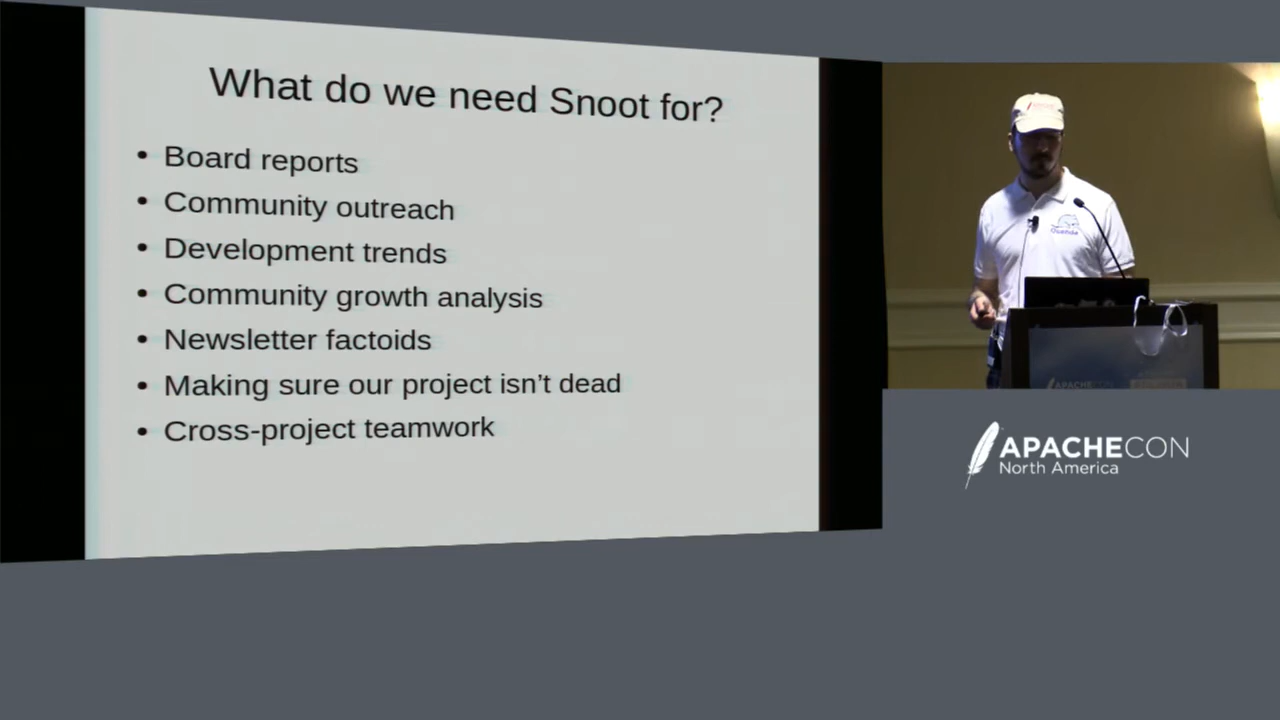 What do we need Snoot for?
• Board reports
• Community outreach
• Development trends
• Community growth analysis
• Newsletter factoids
• Making sure our project isn’t dead
• Cross-project teamwork
APACHECON
North America
APACHECON